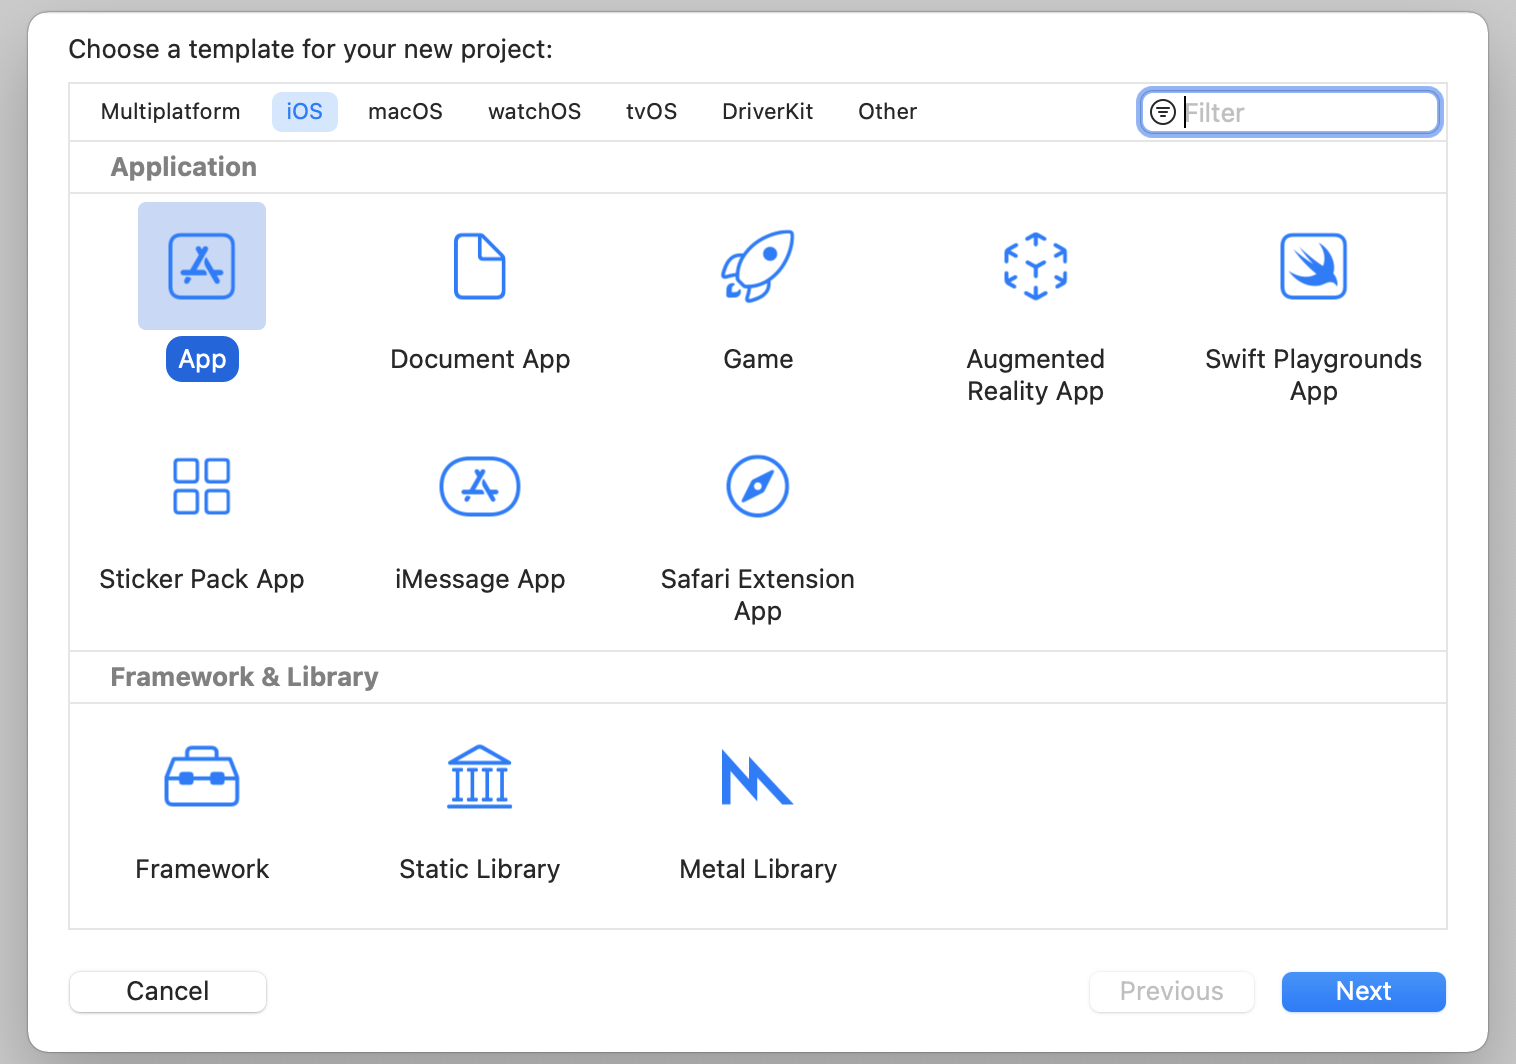 Choose a template for your new project:
Multiplatform iOS macOS watchOS tvOS DriverKit Other Filter
Application
App Document App Game Augmented Swift Playgrounds
Reality App App
Sticker Pack App iMessage App Safari Extension
App
Framework & Library
Framework Static Library Metal Library
Cancel Previous Next